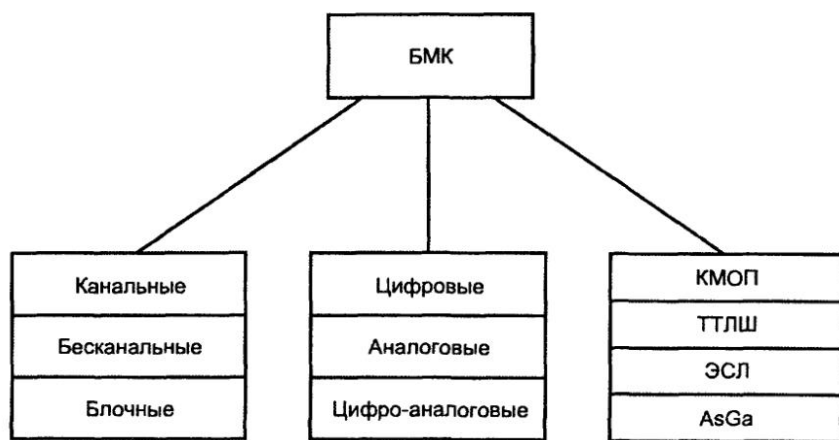 БМК
Канальные
Бесканальные
Блочные
Цифровые
Аналоговые
Цифро-аналоговые
КМОП
ТТЛШ
ЭСЛ
AsGa